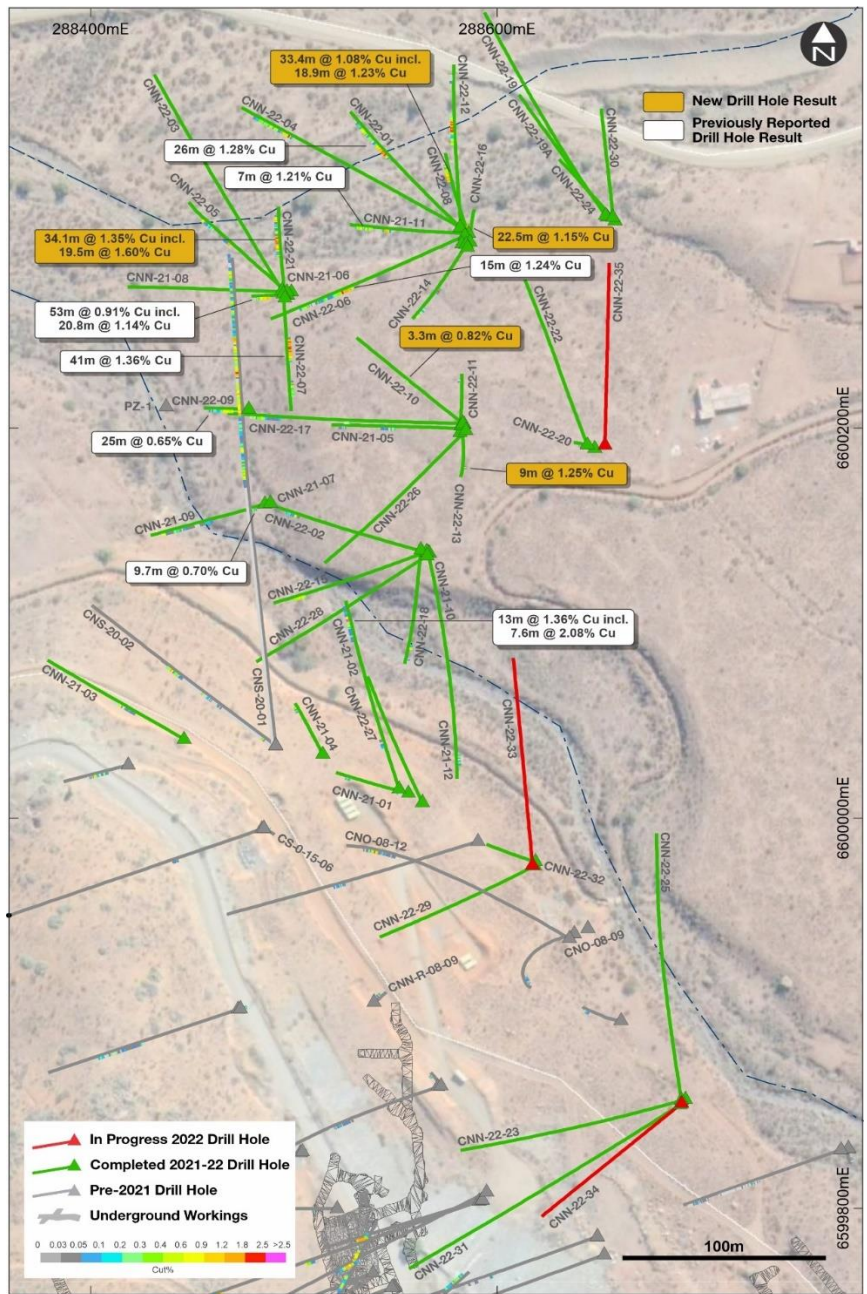 288400mE
288600mE
N
33.4m @ 1.08% Cu incl.
18.9m @ 1.23% Cu
New Drill Hole Result
Previously Reported
Drill Hole Result
CNN-22-19
CNN-22-12
CNN-22-03
CNN-22-04
CNN-22-01
26m @ 1.28% Cu
CNN-22-19A
CNN-22-30
CNN-22-16
7m @ 1.21% Cu
CNN-22-08
CNN-22-24
CNN-22-05
CNN-21-11
34.1m @ 1.35% Cu incl.
19.5m @ 1.60% Cu
CNN-22-21
22.5m @ 1.15% Cu
15m @ 1.24% Cu
CNN-21-08
CNN-21-06
CNN-22-35
53m @ 0.91% Cu incl.
20.8m @ 1.14% Cu
CNN-22-06
CNN-22-14
CNN-22-22
3.3m @ 0.82% Cu
41m @ 1.36% Cu
CNN-22-07
CNN-22-10
CNN-22-11
PZ-1
CNN-22-09
6600200mE
25m @ 0.65% Cu
CNN-22-17
CNN-21-05
CNN-22-20
9m @ 1.25% Cu
CNN-21-07
CNN-22-26
CNN-22-13
CNN-21-09
CNN-22-02
9.7m @ 0.70% Cu
CNN-22-15
CNN-21-10
CNS-20-02
CNN-22-28
CNN-22-18
13m @ 1.36% Cu incl.
7.6m @ 2.08% Cu
CNN-21-02
CNN-21-03
CNS-20-01
CNN-21-04
CNN-22-27
CNN-22-33
CNN-21-12
CNN-21-01
6600000mE
CS-0-15-06
CNO-08-12
CNN-22-32
CNN-22-25
CNN-22-29
CNO-08-09
CNN-R-08-09
CNN-22-23
CNN-22-34
CNN-22-31
6599800mE
100m
In Progress 2022 Drill Hole
Completed 2021-22 Drill Hole
Pre-2021 Drill Hole
Underground Workings
0 0.03 0.05 0.1 0.2 0.3 0.4 0.6 0.9 1.2 1.8 2.5 >2.5
Cut%